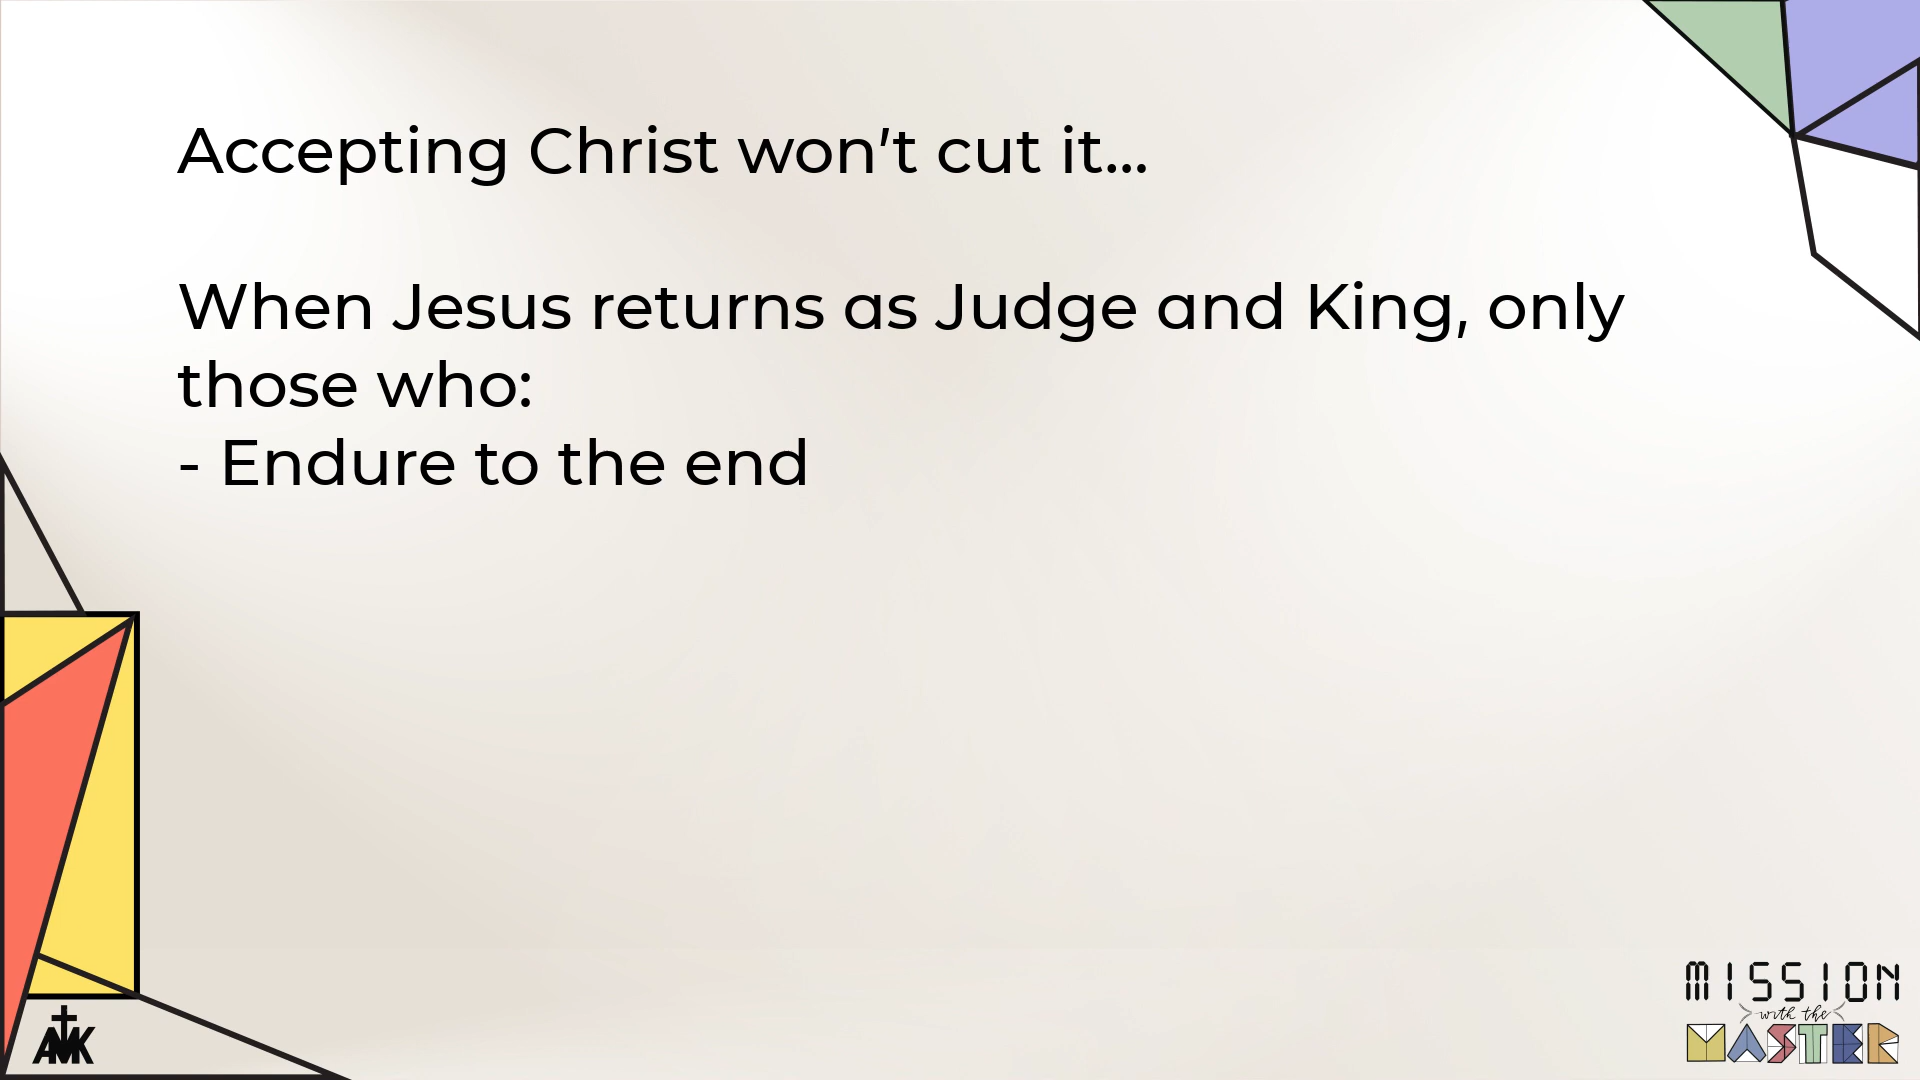 Accepting Christ won't cut it...
When Jesus returns as Judge and King, only
those who:
- Endure to the end
AMK
MISSION
with the
MASTER